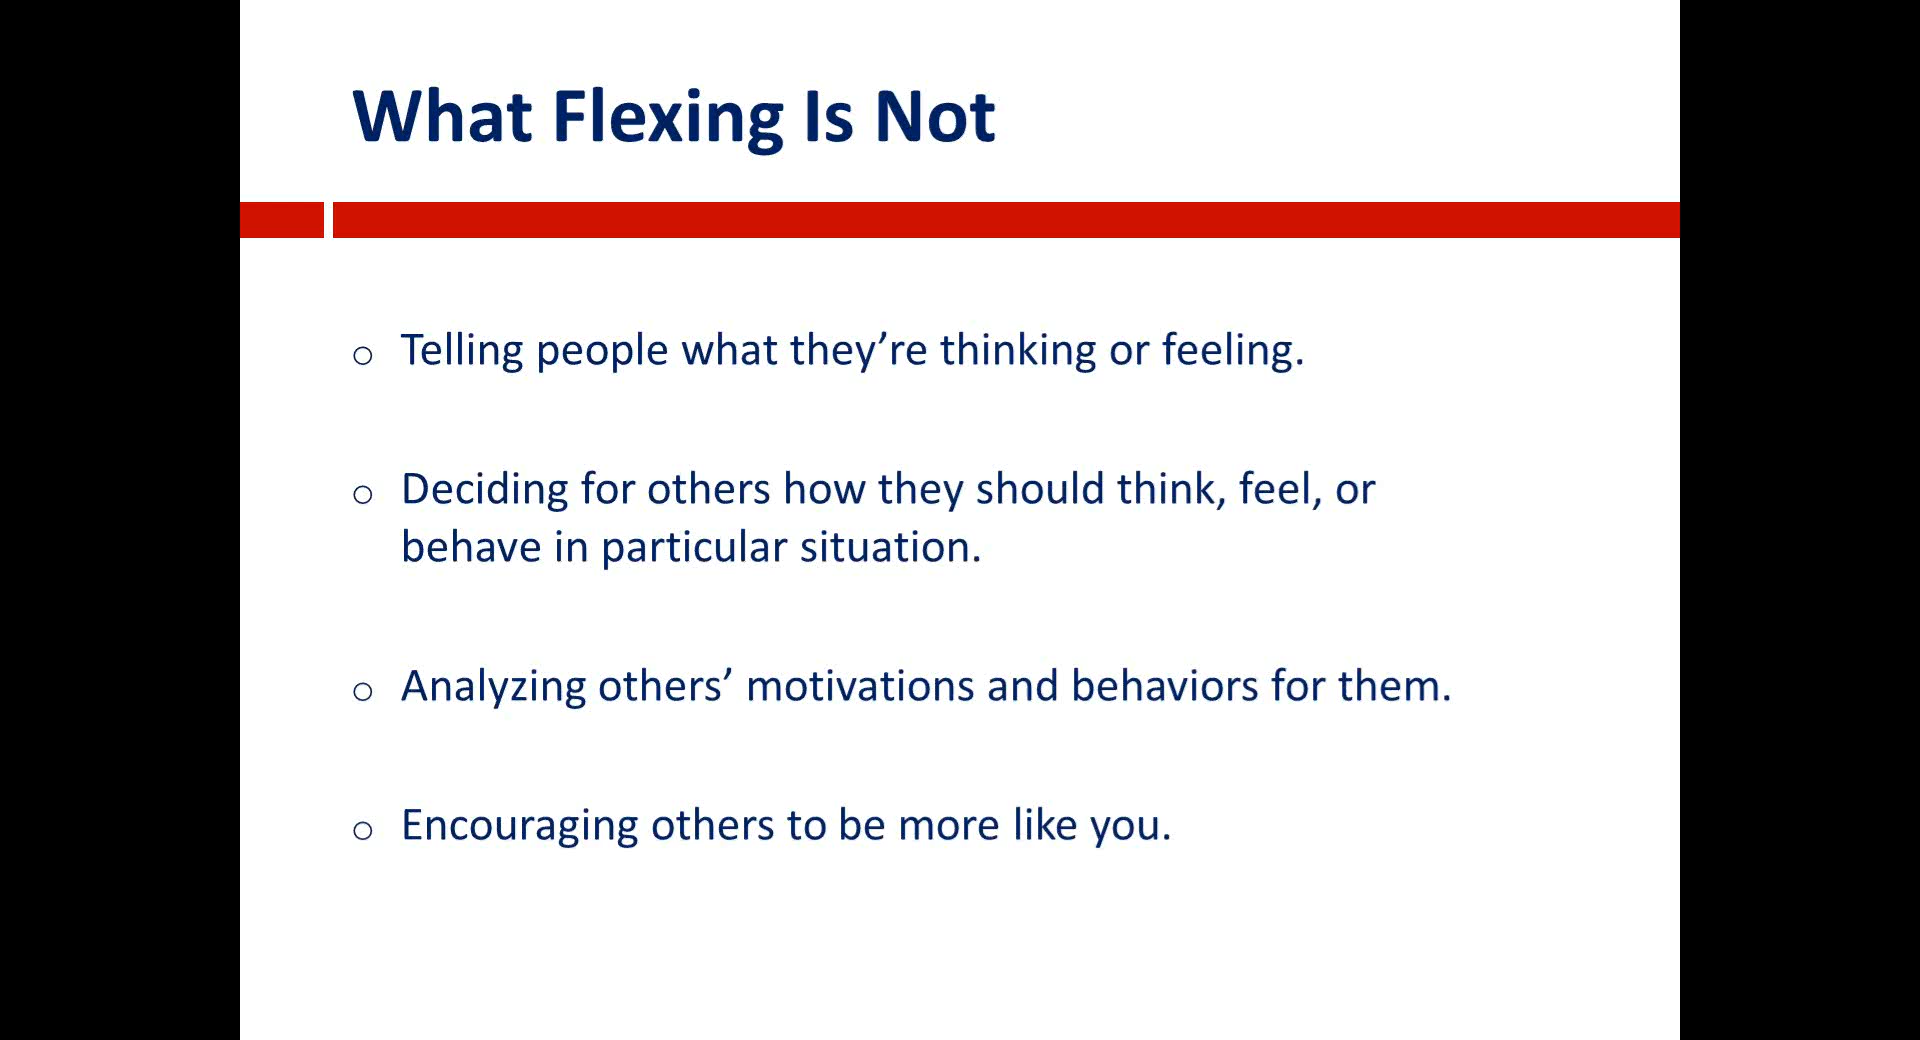 What Flexing Is Not
o Telling people what they’re thinking or feeling.
o Deciding for others how they should think, feel, or
behave in particular situation.
o Analyzing others’ motivations and behaviors for them.
o Encouraging others to be more like you.